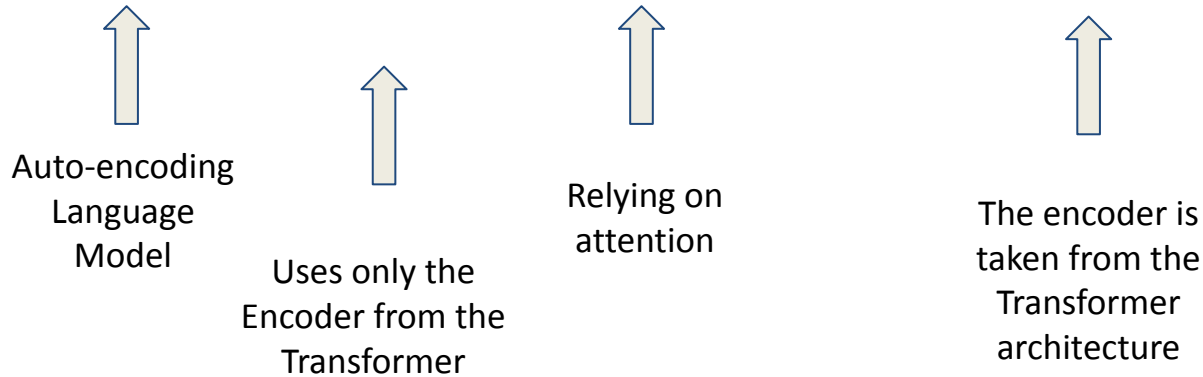 Auto-encoding
Language
Model
Uses only the
Encoder from the
Transformer
Relying on
attention
The encoder is
taken from the
Transformer
architecture